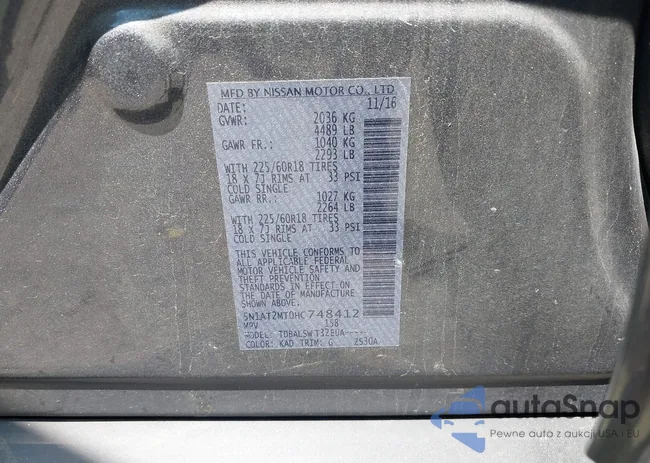 MFD BY NISSAN MOTOR CO., LTD
DATE: 11/16
GVWR: 2036 KG
4489 LB
GAWR FR.: 1040 KG
2293 LB
WITH 225/60R18 TIRES
18 X 7J RIMS AT 33 PSI
COLD SINGLE
GAWR RR.: 1027 KG
2264 LB
WITH 225/60R18 TIRES
18 X 7J RIMS AT 33 PSI
COLD SINGLE
THIS VEHICLE CONFORMS TO
ALL APPLICABLE FEDERAL
MOTOR VEHICLE SAFETY AND
THEFT PREVENTION
STANDARDS IN EFFECT ON THE
DATE OF MANUFACTURE SHOWN
ABOVE.
5N1AT2MT0HC748412
MPV 158
MODEL:
COLOR: KAD TRIM: G 2530A
autoSnap
Pewne auta z aukcji USA - EU